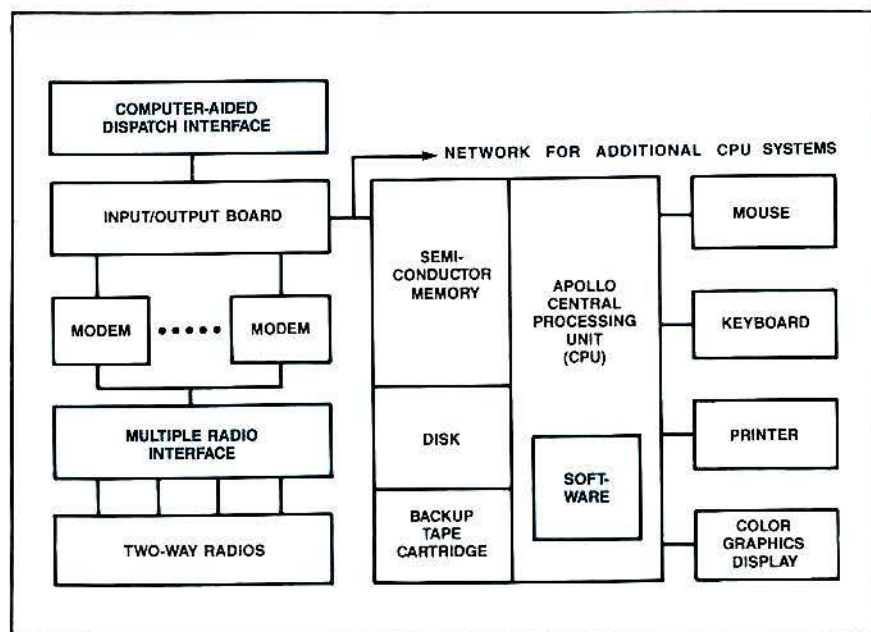 COMPUTER-AIDED
DISPATCH INTERFACE
NETWORK FOR ADDITIONAL CPU SYSTEMS
INPUT/OUTPUT BOARD
MODEM
MODEM
MULTIPLE RADIO
INTERFACE
TWO-WAY RADIOS
SEMI-
CONDUCTOR
MEMORY
DISK
BACKUP
TAPE
CARTRIDGE
APOLLO
CENTRAL
PROCESSING
UNIT
(CPU)
SOFT-
WARE
MOUSE
KEYBOARD
PRINTER
COLOR
GRAPHICS
DISPLAY